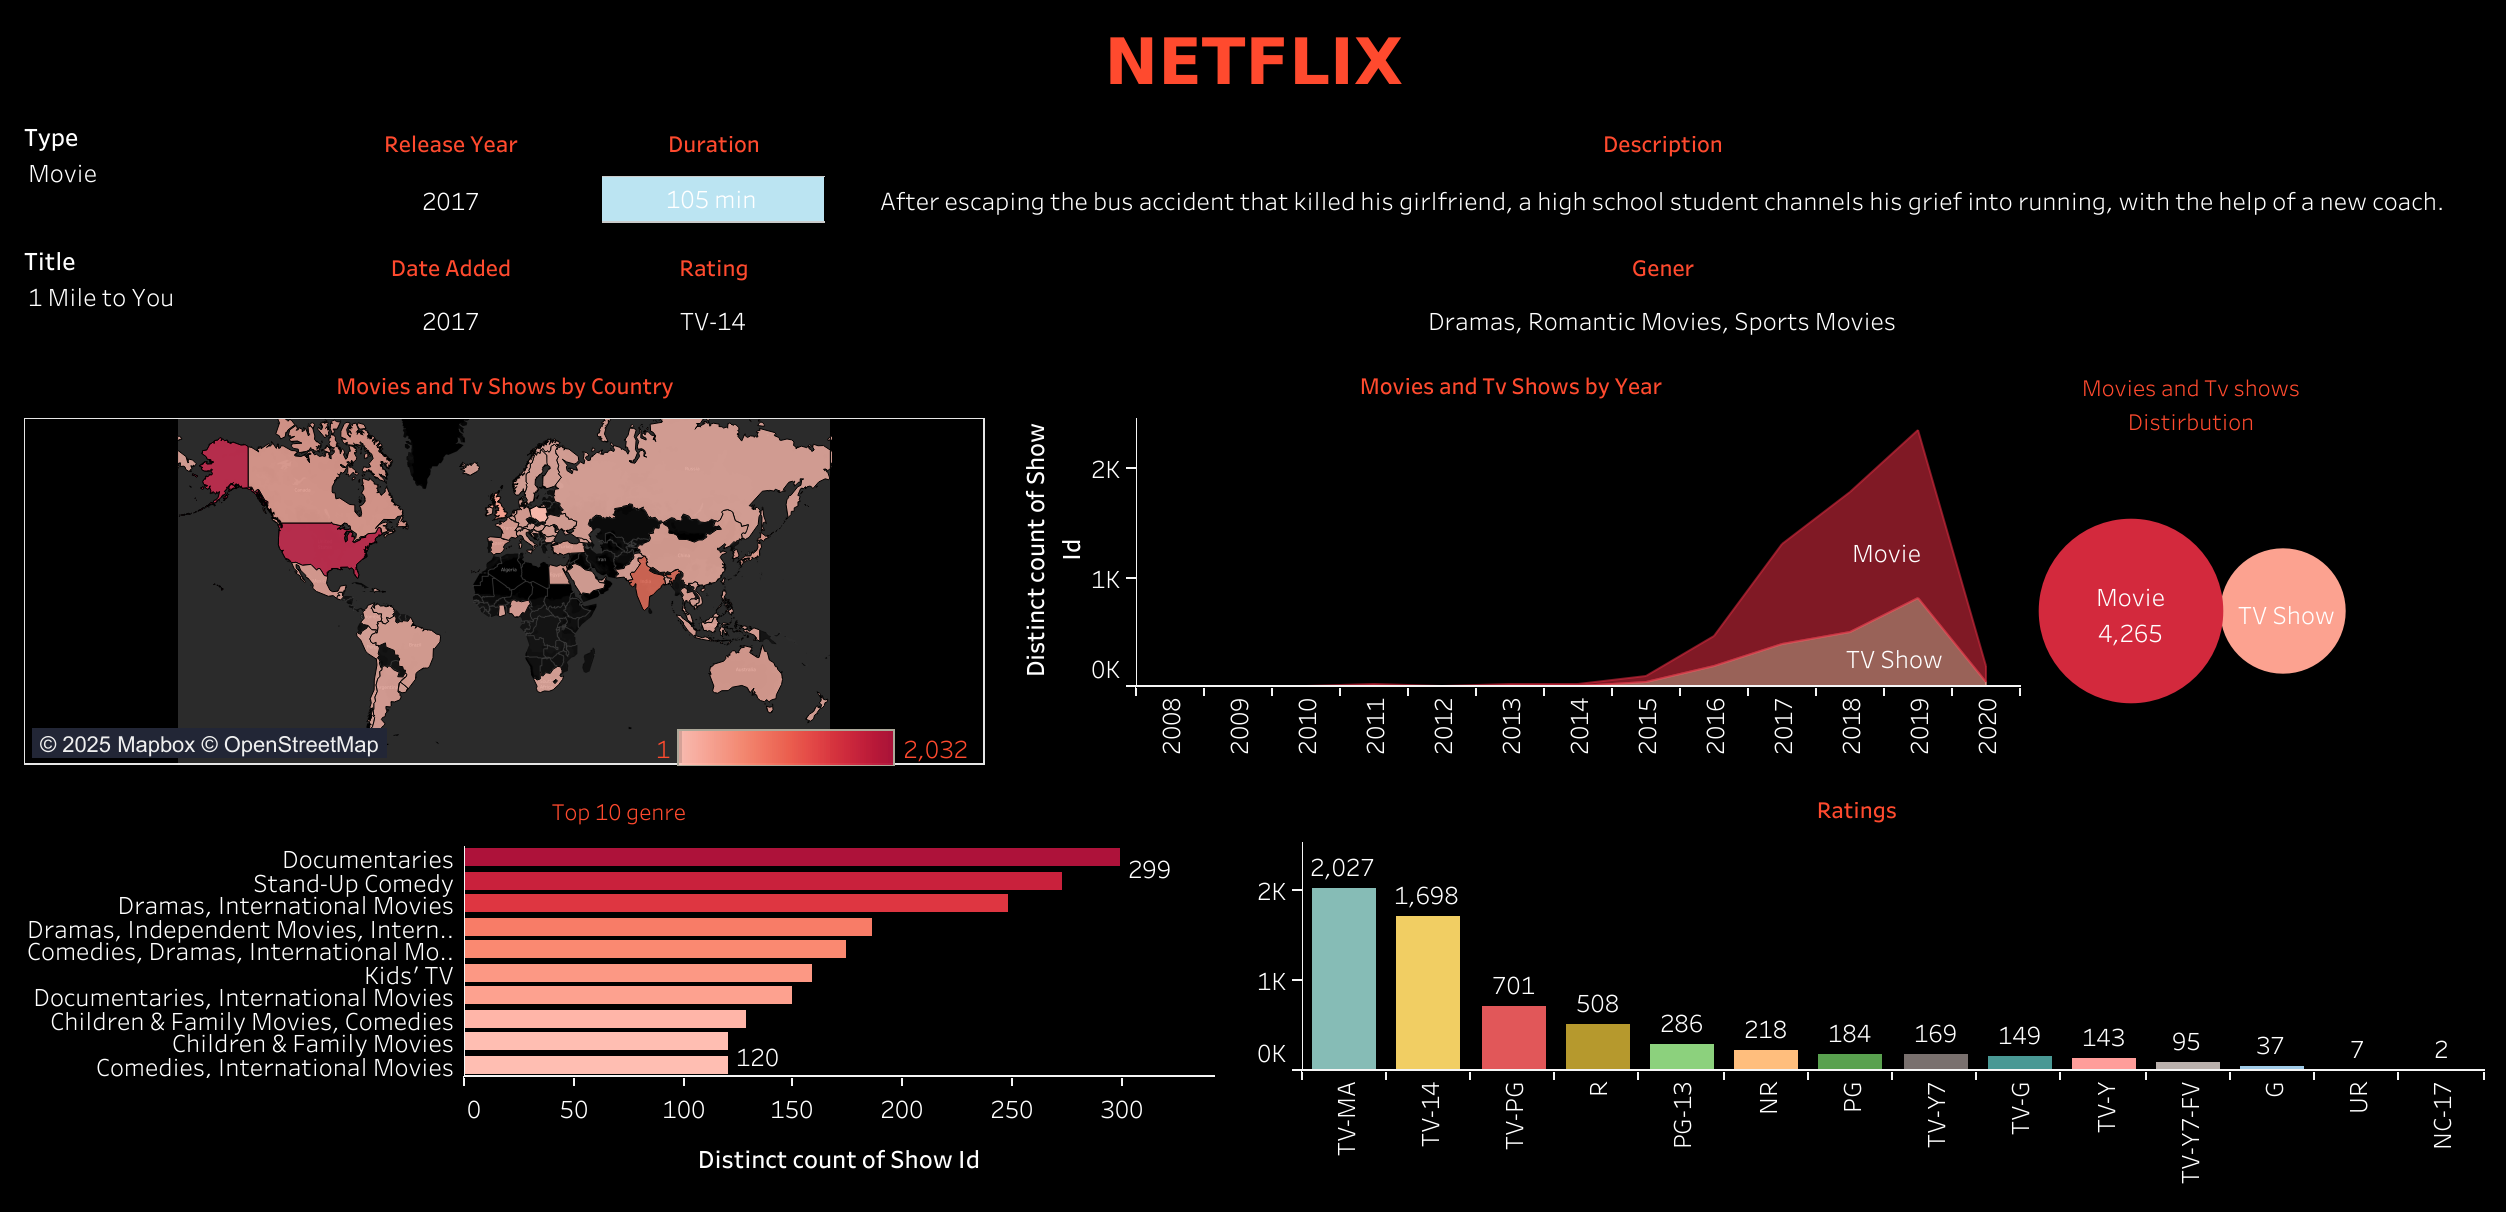 NETFLIX
Type
Movie
Release Year
2017
Duration
105 min
Description
After escaping the bus accident that killed his girlfriend, a high school student channels his grief into running, with the help of a new coach.
Title
1 Mile to You
Date Added
2017
Rating
TV-14
Gener
Dramas, Romantic Movies, Sports Movies
Movies and Tv Shows by Country
© 2025 Mapbox © OpenStreetMap
1
2,032
Movies and Tv Shows by Year
Distinct count of Show
Id
2K
1K
0K
Movie
TV Show
2008
2009
2010
2011
2012
2013
2014
2015
2016
2017
2018
2019
2020
Movies and Tv shows
Distirbution
Movie
4,265
TV Show
Top 10 genre
Documentaries
299
Stand-Up Comedy
Dramas, International Movies
Dramas, Independent Movies, Intern..
Comedies, Dramas, International Mo..
Kids' TV
Documentaries, International Movies
Children & Family Movies, Comedies
Children & Family Movies
Comedies, International Movies
120
0
50
100
150
200
250
300
Distinct count of Show Id
Ratings
2K
1K
0K
2,027
1,698
701
508
286
218
184
169
149
143
95
37
7
2
TV-MA
TV-14
TV-PG
R
PG-13
NR
PG
TV-Y7
TV-G
TV-Y
TV-Y7-FV
G
UR
NC-17